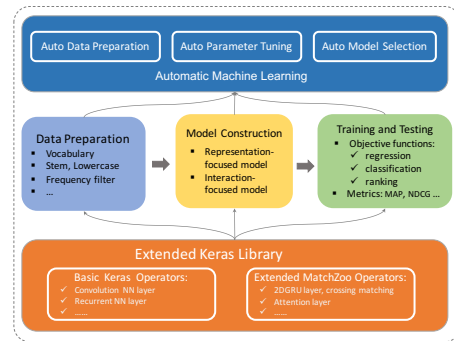 Auto Data Preparation
Auto Parameter Tuning
Auto Model Selection
Automatic Machine Learning
Data Preparation
▪ Vocabulary
▪ Stem, Lowercase
▪ Frequency filter
▪ ...
Model Construction
▪ Representation-
focused model
▪ Interaction-
focused model
Training and Testing
▪ Objective functions:
✓ regression
✓ classification
✓ ranking
▪ Metrics: MAP, NDCG ...
Extended Keras Library
Basic Keras Operators:
✓ Convolution NN layer
✓ Recurrent NN layer
✓ ......
Extended MatchZoo Operators:
✓ 2DGRU layer, crossing matching
✓ Attention layer
✓ ......